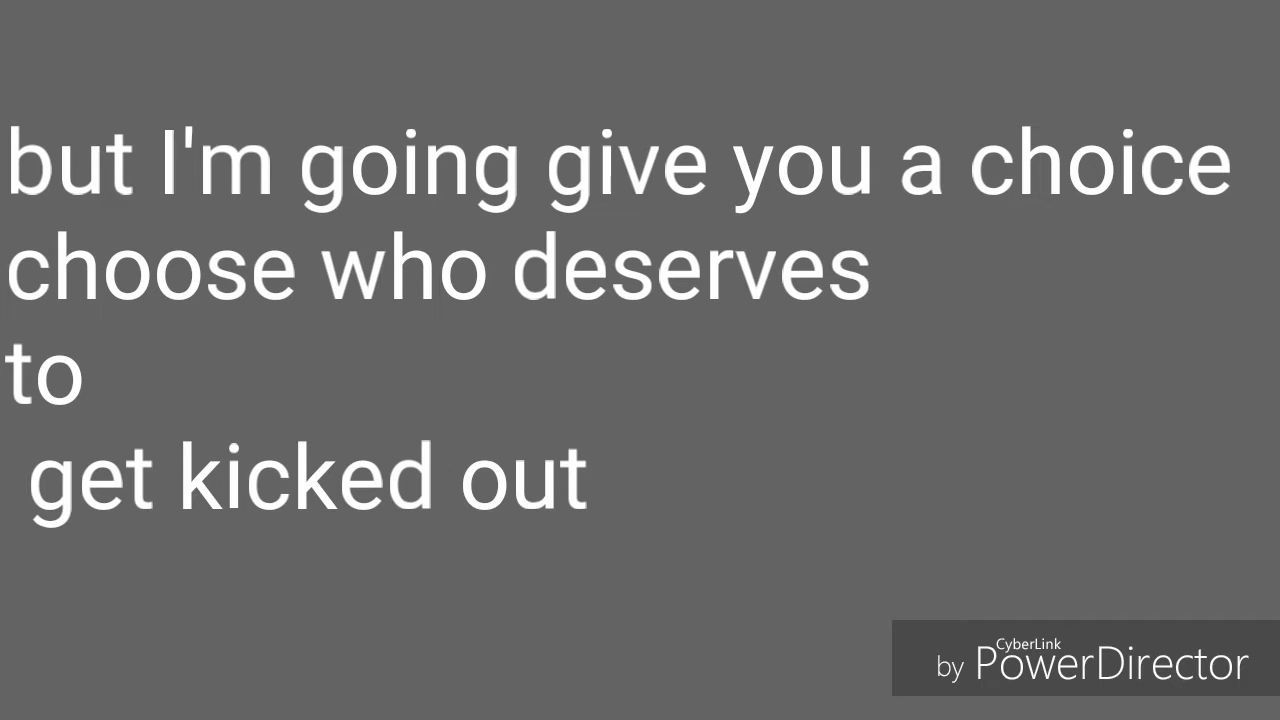 but I'm going give you a choice
choose who deserves
to
get kicked out
CyberLink
by PowerDirector